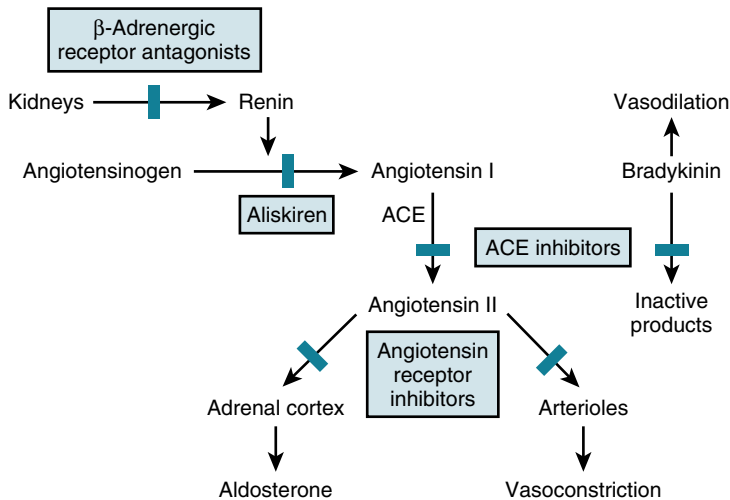 β-Adrenergic
receptor antagonists
Kidneys
Renin
Vasodilation
Angiotensinogen
Angiotensin I
Bradykinin
Aliskiren
ACE
ACE inhibitors
Angiotensin II
Inactive
products
Angiotensin
receptor
inhibitors
Adrenal cortex
Arterioles
Aldosterone
Vasoconstriction